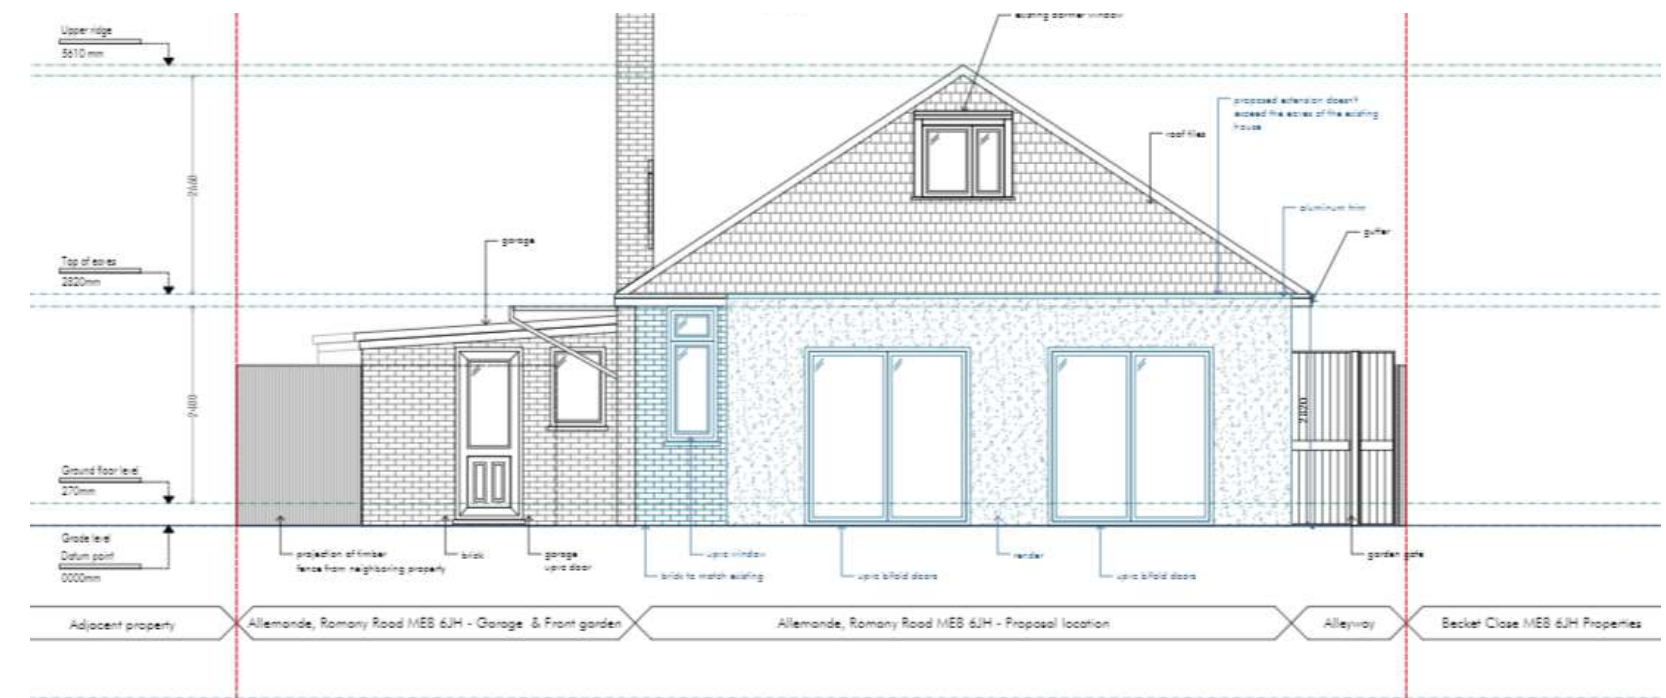 existing dormer window
Upper ridge
5610 mm
proposed extension doesn't
exceed the eaves of the existing
house
roof tiles
2660
aluminum trim
gutter
garage
Top of eaves
2820mm
2400
2820
Ground floor level
270mm
Grade level
Datum point
0000mm
projection of timber
fence from neighboring property
brick
garage
upvc door
upvc window
brick to match existing
upvc bifold doors
render
upvc bifold doors
garden gate
Adjacent property
Allemande, Romany Road ME8 6JH - Garage & Front garden
Allemande, Romany Road ME8 6JH - Proposal location
Alleyway
Becket Close ME8 6JH Properties